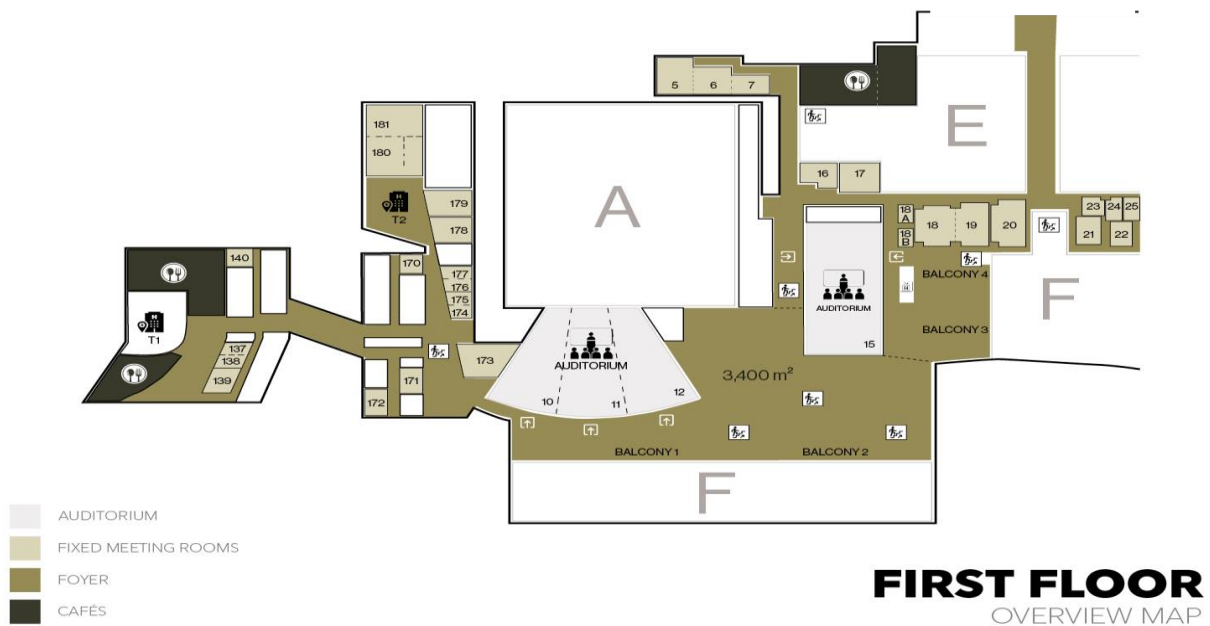 5 6 7
E
181
180
A
16 17
T2
179
178
18 A
18 B
18 19 20
23 24 25
21 22
140
170
177
176
175
174
BALCONY 4
F
AUDITORIUM
BALCONY 3
15
T1
137
138
139
173
AUDITORIUM
171
172
3,400 m²
10 11 12
BALCONY 1
BALCONY 2
F
AUDITORIUM
FIXED MEETING ROOMS
FOYER
CAFÉS
FIRST FLOOR
OVERVIEW MAP